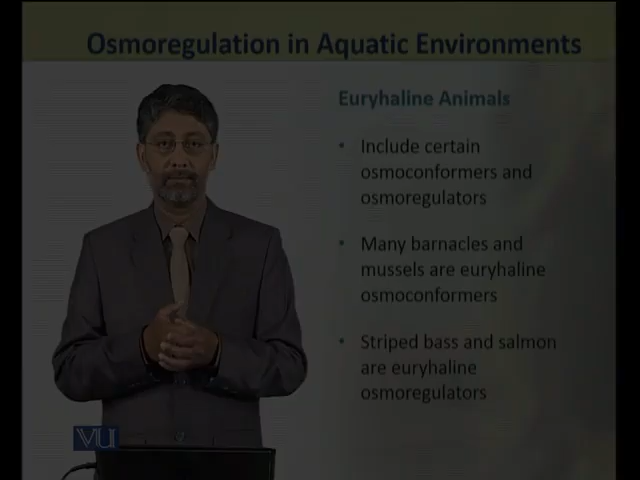 Osmoregulation in Aquatic Environments
Euryhaline Animals
• Include certain
osmoconformers and
osmoregulators
• Many barnacles and
mussels are euryhaline
osmoconformers
• Striped bass and salmon
are euryhaline
osmoregulators
VU